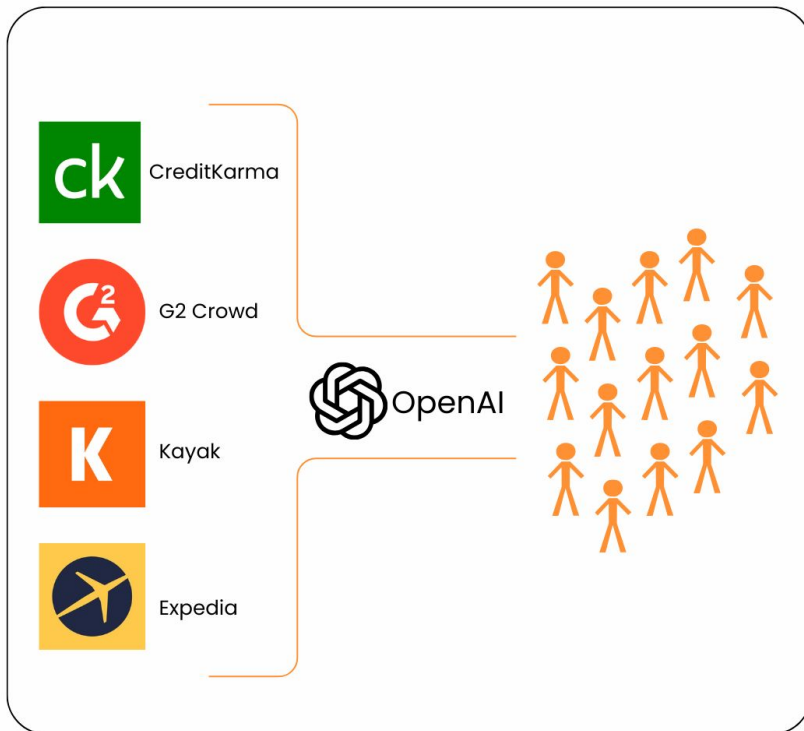 ck
CreditKarma
G2
G2 Crowd
K
Kayak
OpenAI
Expedia